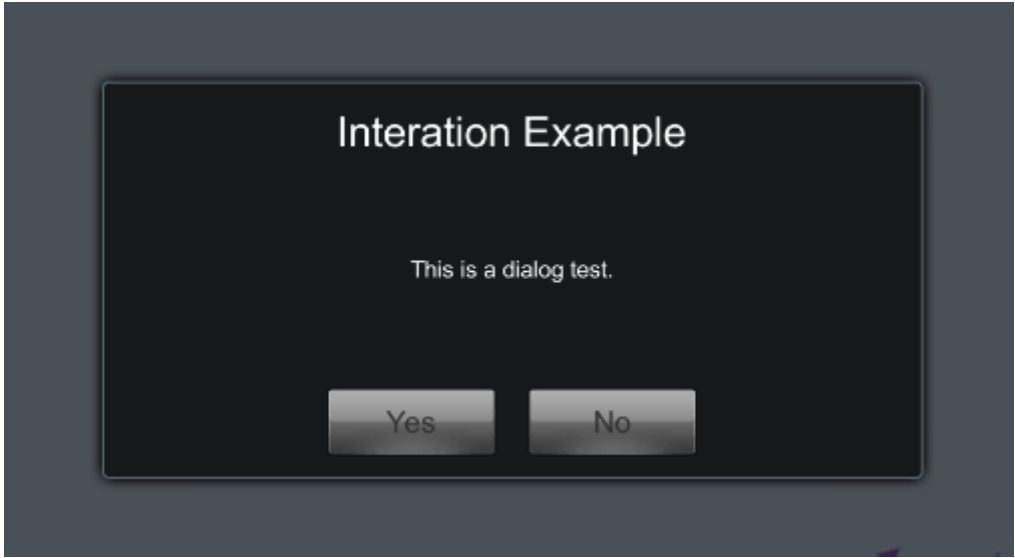 Interation Example
This is a dialog test.
Yes No